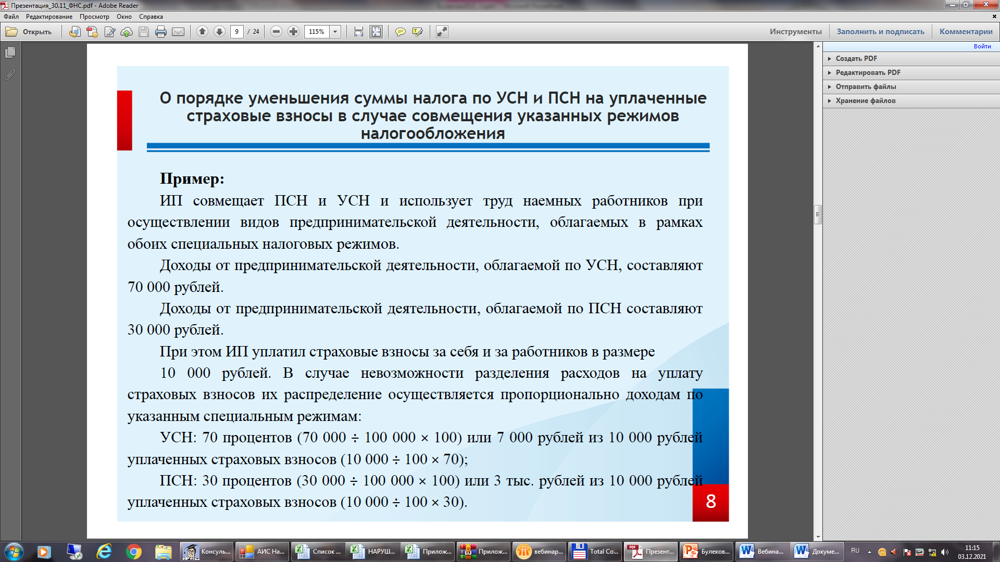 Презентация_30.11_ФНС.pdf - Adobe Reader
Файл Редактирование Просмотр Окно Справка
Открыть 9 / 24 115% Инструменты Заполнить и подписать Комментарии
Войти
Создать PDF
Редактировать PDF
Отправить файлы
Хранение файлов
О порядке уменьшения суммы налога по УСН и ПСН на уплаченные
страховые взносы в случае совмещения указанных режимов
налогообложения
Пример:
ИП совмещает ПСН и УСН и использует труд наемных работников при
осуществлении видов предпринимательской деятельности, облагаемых в рамках
обоих специальных налоговых режимов.
Доходы от предпринимательской деятельности, облагаемой по УСН, составляют
70 000 рублей.
Доходы от предпринимательской деятельности, облагаемой по ПСН составляют
30 000 рублей.
При этом ИП уплатил страховые взносы за себя и за работников в размере
10 000 рублей. В случае невозможности разделения расходов на уплату
страховых взносов их распределение осуществляется пропорционально доходам по
указанным специальным режимам:
УСН: 70 процентов (70 000 ÷ 100 000 × 100) или 7 000 рублей из 10 000 рублей
уплаченных страховых взносов (10 000 ÷ 100 × 70);
ПСН: 30 процентов (30 000 ÷ 100 000 × 100) или 3 тыс. рублей из 10 000 рублей
уплаченных страховых взносов (10 000 ÷ 100 × 30).
8
Консуль... АИС На... Список ... НАРУШ... Прилож... Прилож... вебинар... Total Co... Презент... Булеков... Вебина... Докуме... RU 11:15
03.12.2021